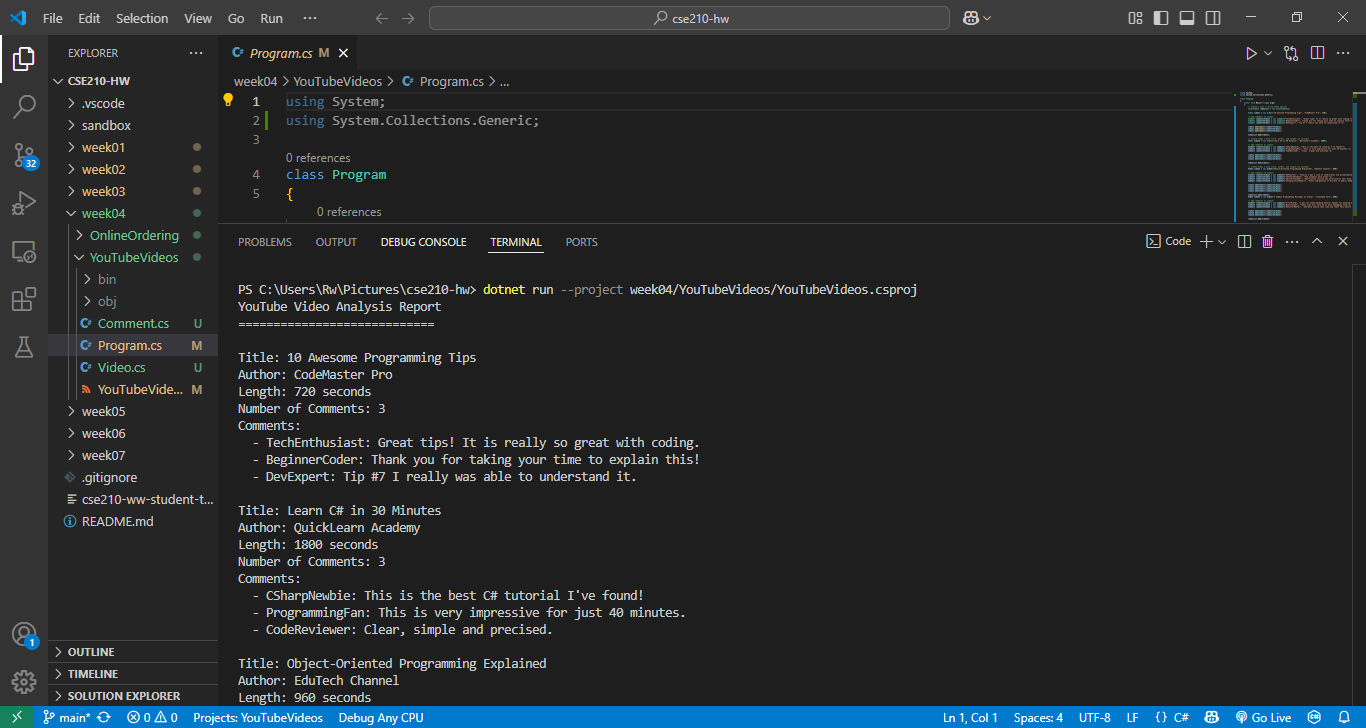 File Edit Selection View Go Run ···
cse210-hw
EXPLORER ···
CSE210-HW
.vscode
sandbox
week01
week02
week03
week04
OnlineOrdering
YouTubeVideos
bin
obj
Comment.cs U
Program.cs M
Video.cs U
YouTubeVide... M
week05
week06
week07
.gitignore
cse210-ww-student-t...
README.md
OUTLINE
TIMELINE
SOLUTION EXPLORER
32
1
Program.cs M
week04 > YouTubeVideos > Program.cs > ...
1 using System;
2 using System.Collections.Generic;
3
0 references
4 class Program
5 {
0 references
PROBLEMS OUTPUT DEBUG CONSOLE TERMINAL PORTS
Code
PS C:\Users\Rw\Pictures\cse210-hw> dotnet run --project week04/YouTubeVideos/YouTubeVideos.csproj
YouTube Video Analysis Report
============================
Title: 10 Awesome Programming Tips
Author: CodeMaster Pro
Length: 720 seconds
Number of Comments: 3
Comments:
- TechEnthusiast: Great tips! It is really so great with coding.
- BeginnerCoder: Thank you for taking your time to explain this!
- DevExpert: Tip #7 I really was able to understand it.
Title: Learn C# in 30 Minutes
Author: QuickLearn Academy
Length: 1800 seconds
Number of Comments: 3
Comments:
- CSharpNewbie: This is the best C# tutorial I've found!
- ProgrammingFan: This is very impressive for just 40 minutes.
- CodeReviewer: Clear, simple and precised.
Title: Object-Oriented Programming Explained
Author: EduTech Channel
Length: 960 seconds
main* 0 0 Projects: YouTubeVideos Debug Any CPU Ln 1, Col 1 Spaces: 4 UTF-8 LF {} C# Go Live